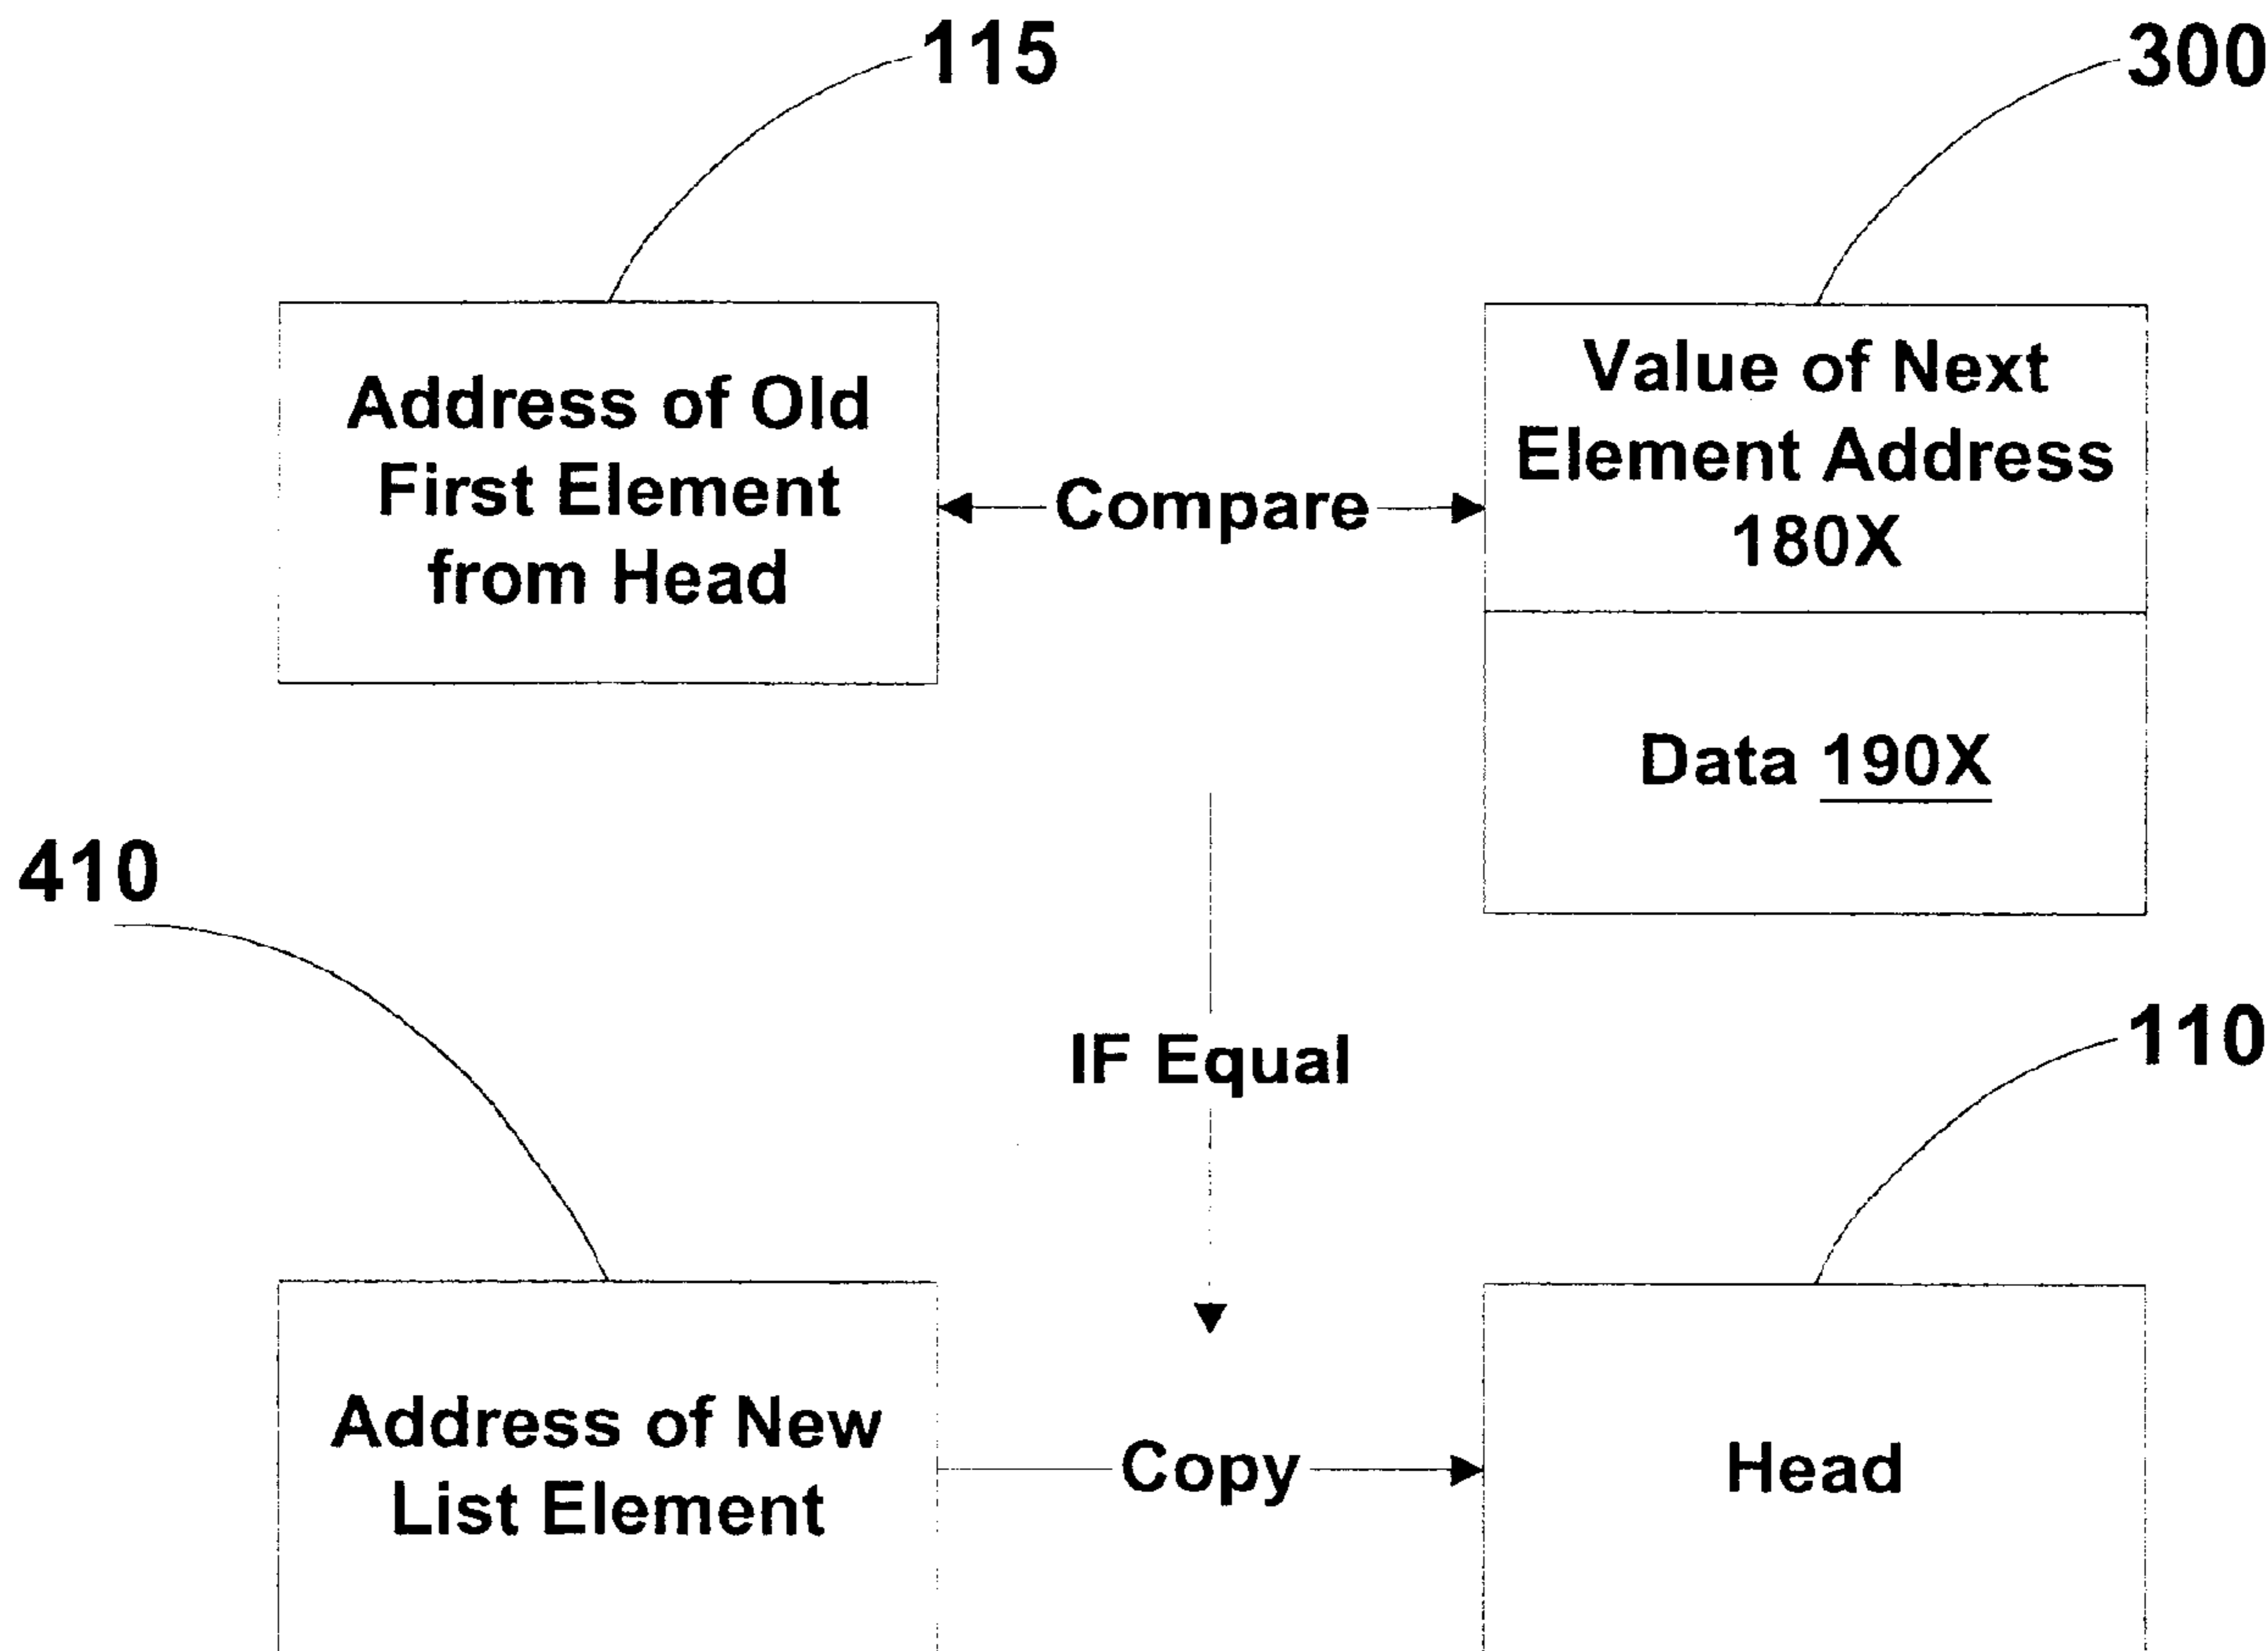 115
300
Address of Old
First Element
from Head
Compare
Value of Next
Element Address
180X
Data 190X
410
IF Equal
110
Address of New
List Element
Copy
Head